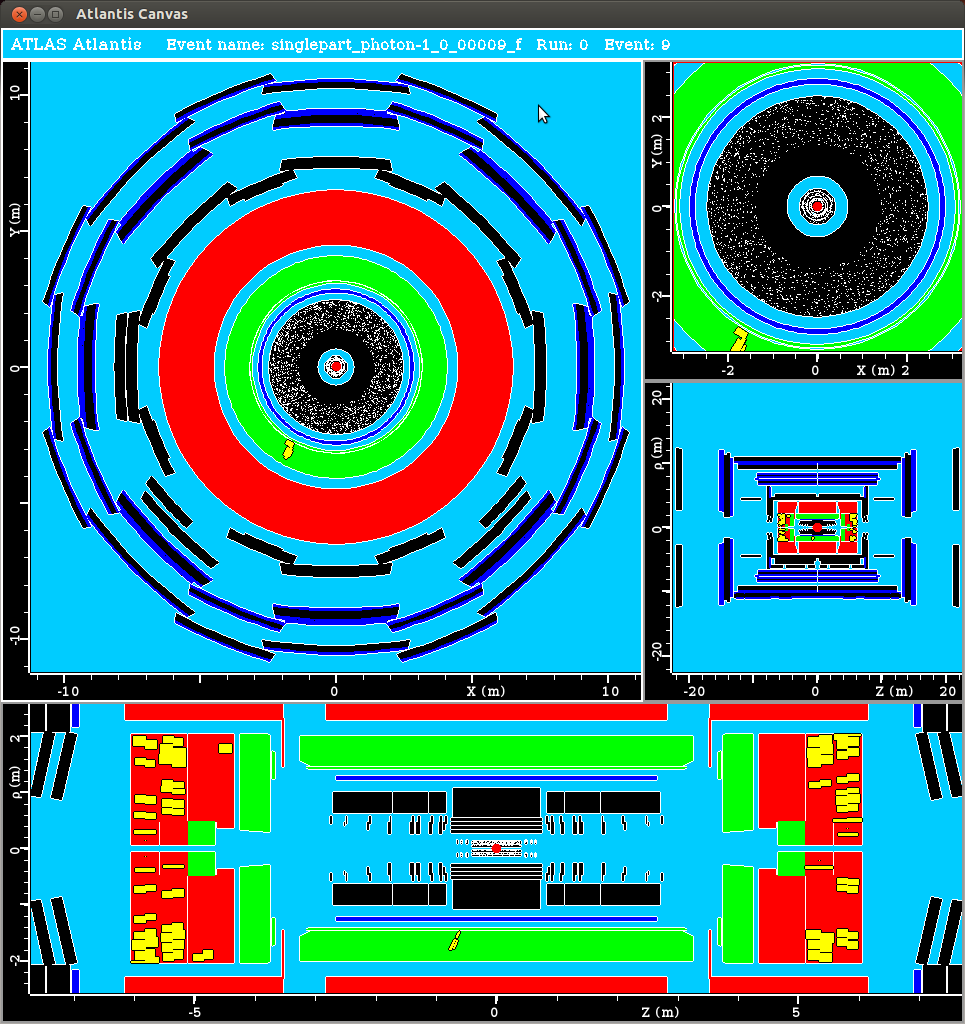 Atlantis Canvas
ATLAS Atlantis Event name: singlepart_photon-1_0_00009_f Run: 0 Event: 9
10
Y (m)
0
-10
-10 0 X (m) 10
2
Y (m)
0
-2
-2 0 X (m) 2
20
ρ (m)
0
-20
-20 0 Z (m) 20
2
ρ (m)
0
-2
-5 0 Z (m) 5